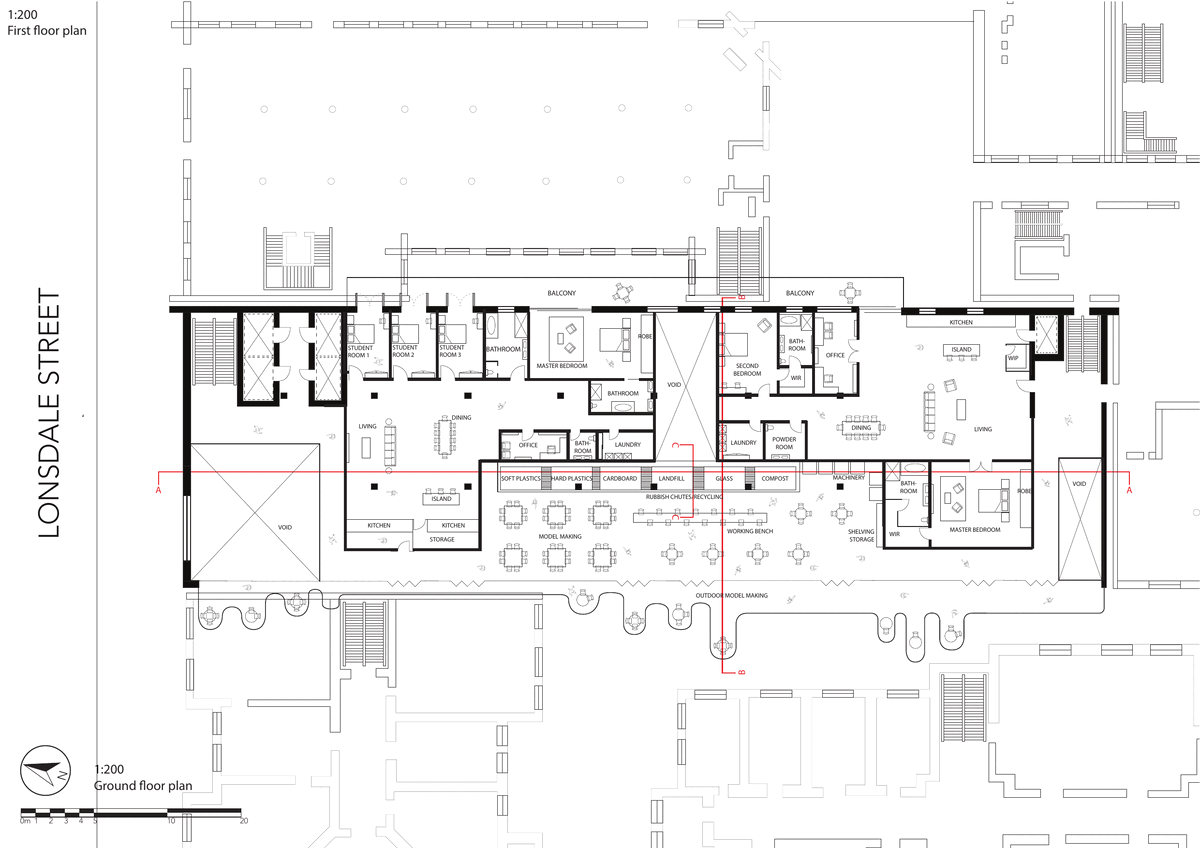 1:200
First floor plan
LONSDALE STREET
BALCONY
BALCONY
B
KITCHEN
STUDENT
ROOM 1
STUDENT
ROOM 2
STUDENT
ROOM 3
BATHROOM
MASTER BEDROOM
ROBE
VOID
SECOND
BEDROOM
BATH-
ROOM
WIR
OFFICE
ISLAND
WIP
BATHROOM
LIVING
DINING
OFFICE
BATH-
ROOM
LAUNDRY
LAUNDRY
POWDER
ROOM
DINING
LIVING
C
A
SOFT PLASTICS
HARD PLASTICS
CARDBOARD
LANDFILL
GLASS
COMPOST
MACHINERY
BATH-
ROOM
ROBE
VOID
A
RUBBISH CHUTES/RECYCLING
ISLAND
C
MASTER BEDROOM
WIR
VOID
KITCHEN
KITCHEN
STORAGE
MODEL MAKING
WORKING BENCH
SHELVING
STORAGE
OUTDOOR MODEL MAKING
B
N
1:200
Ground floor plan
0m 1 2 3 4 5 10 20